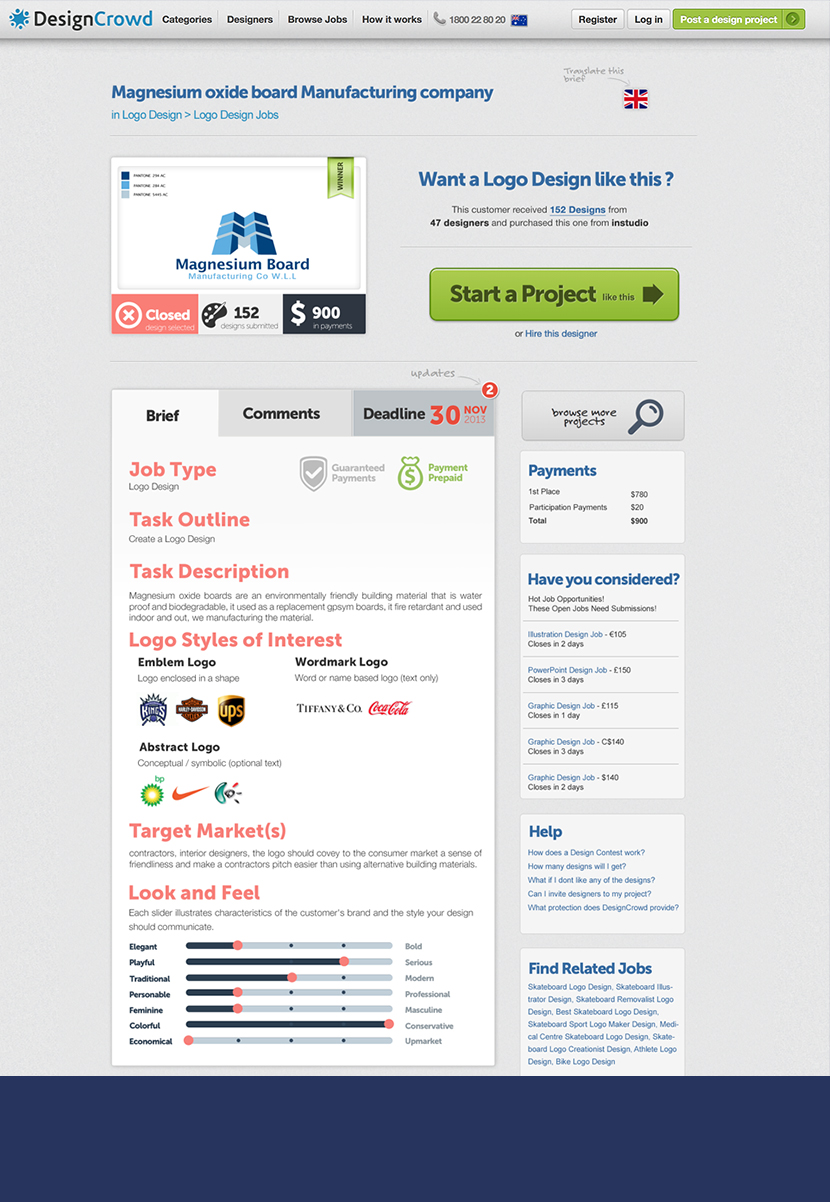 DesignCrowd Categories Designers Browse Jobs How it works 1800 22 80 20 Register Log in Post a design project
Translate this
brief
Magnesium oxide board Manufacturing company
in Logo Design > Logo Design Jobs
PANTONE 294 AC
PANTONE 284 AC
PANTONE 5445 AC
WINNER
Magnesium Board
Manufacturing Co W.L.L
Closed
design selected
152
designs submitted
$ 900
in payments
Want a Logo Design like this ?
This customer received 152 Designs from
47 designers and purchased this one from instudio
Start a Project like this
or Hire this designer
updates
2
Brief
Comments
Deadline 30 NOV
2013
Job Type
Logo Design
Guaranteed
Payments
Payment
Prepaid
Task Outline
Create a Logo Design
Task Description
Magnesium oxide boards are an environmentally friendly building material that is water
proof and biodegradable, it used as a replacement gpsym boards, it fire retardant and used
indoor and out, we manufacturing the material.
Logo Styles of Interest
Emblem Logo
Logo enclosed in a shape
KINGS
HARLEY-DAVIDSON
ups
Wordmark Logo
Word or name based logo (text only)
TIFFANY & CO. Coca-Cola
Abstract Logo
Conceptual / symbolic (optional text)
bp
Target Market(s)
contractors, interior designers, the logo should covey to the consumer market a sense of
friendliness and make a contractors pitch easier than using alternative building materials.
Look and Feel
Each slider illustrates characteristics of the customer's brand and the style your design
should communicate.
Elegant Bold
Playful Serious
Traditional Modern
Personable Professional
Feminine Masculine
Colorful Conservative
Economical Upmarket
browse more
projects
Payments
1st Place $780
Participation Payments $20
Total $900
Have you considered?
Hot Job Opportunities!
These Open Jobs Need Submissions!
Illustration Design Job - €105
Closes in 2 days
PowerPoint Design Job - £150
Closes in 3 days
Graphic Design Job - £115
Closes in 1 day
Graphic Design Job - C$140
Closes in 3 days
Graphic Design Job - $140
Closes in 2 days
Help
How does a Design Contest work?
How many designs will I get?
What if I dont like any of the designs?
Can I invite designers to my project?
What protection does DesignCrowd provide?
Find Related Jobs
Skateboard Logo Design, Skateboard Illus-
trator Design, Skateboard Removalist Logo
Design, Best Skateboard Logo Design,
Skateboard Sport Logo Maker Design, Medi-
cal Centre Skateboard Logo Design, Skate-
board Logo Creationist Design, Athlete Logo
Design, Bike Logo Design